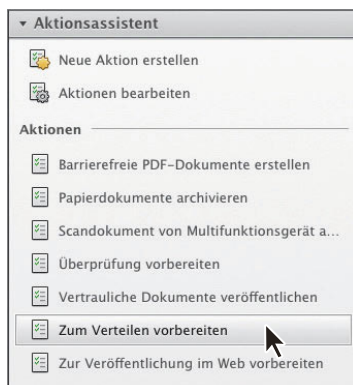 Aktionsassistent
Neue Aktion erstellen
Aktionen bearbeiten
Aktionen
Barrierefreie PDF-Dokumente erstellen
Papierdokumente archivieren
Scandokument von Multifunktionsgerät a...
Überprüfung vorbereiten
Vertrauliche Dokumente veröffentlichen
Zum Verteilen vorbereiten
Zur Veröffentlichung im Web vorbereiten